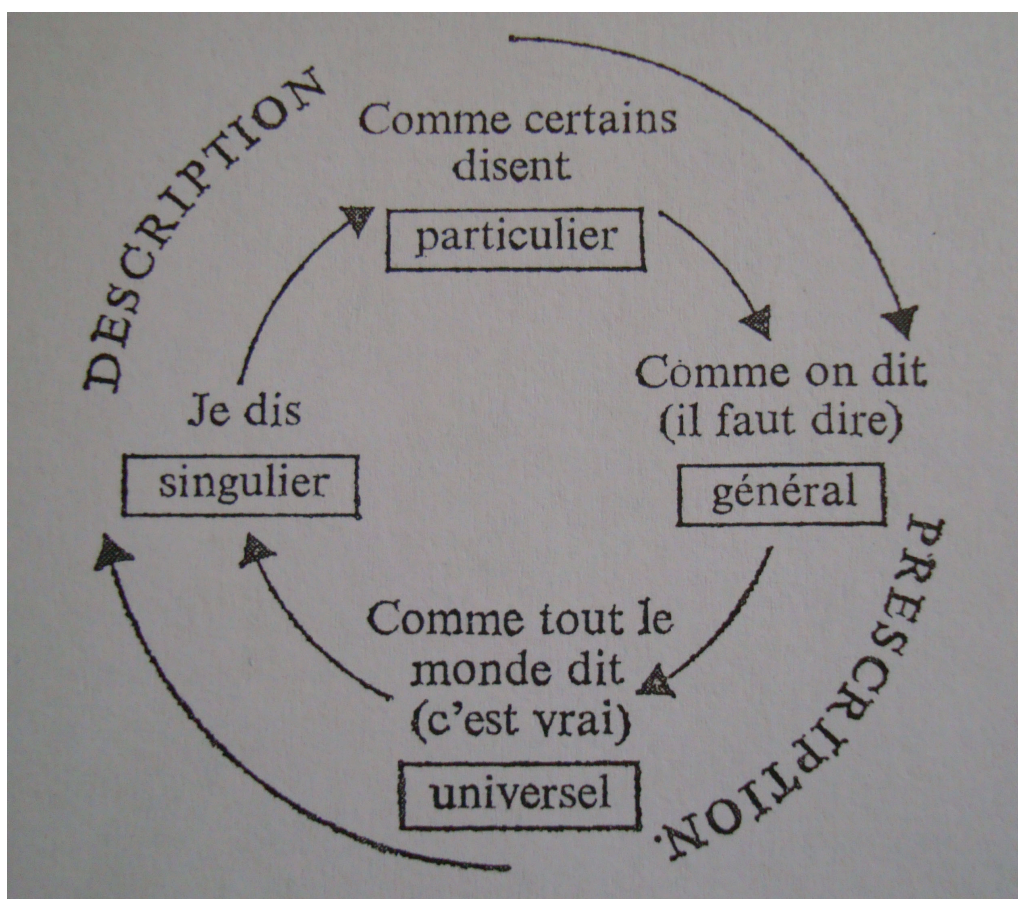 DESCRIPTION
Comme certains
disent
particulier
Comme on dit
(il faut dire)
général
Je dis
singulier
Comme tout le
monde dit
(c'est vrai)
universel
PRESCRIPTION.